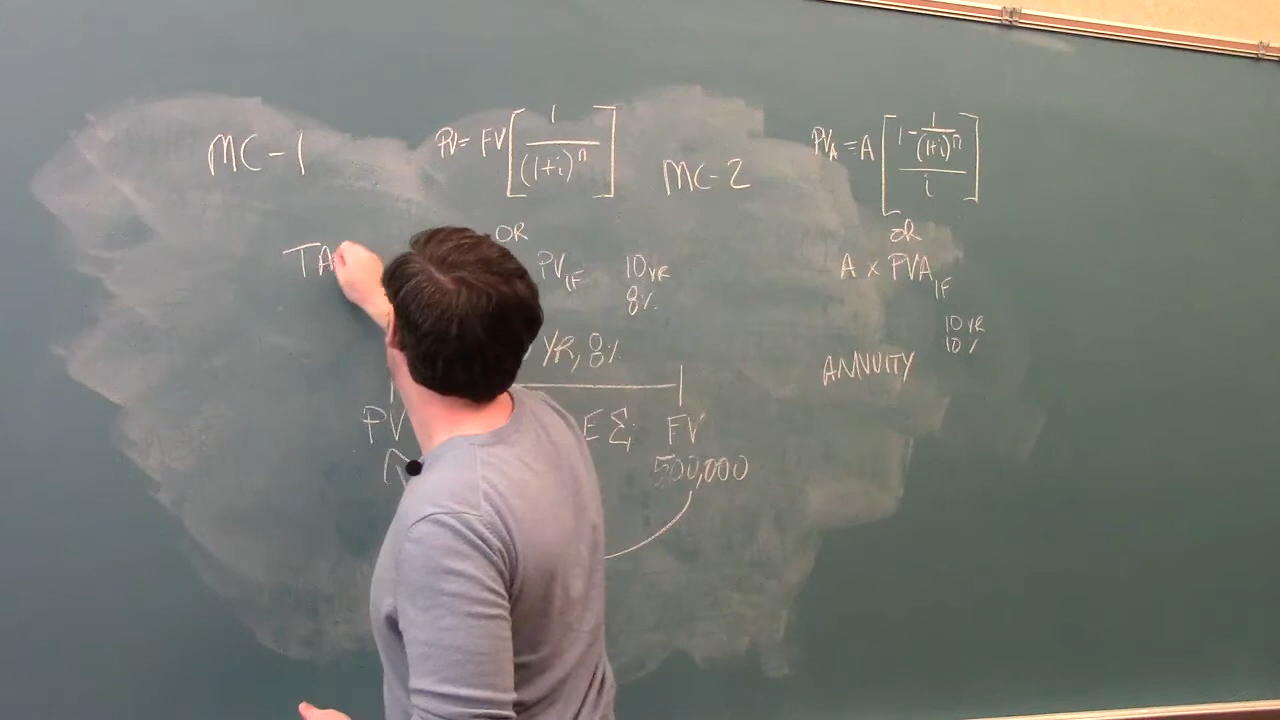 MC-1
PV = FV [ 1 / (1+i)^n ]
OR
TA
PV_IF 10 YR
8%
YR, 8%
PV
FV
500,000
MC-2
PV_A = A [ (1 - 1 / (1+i)^n) / i ]
OR
A x PVA_IF
10 YR
10%
ANNUITY